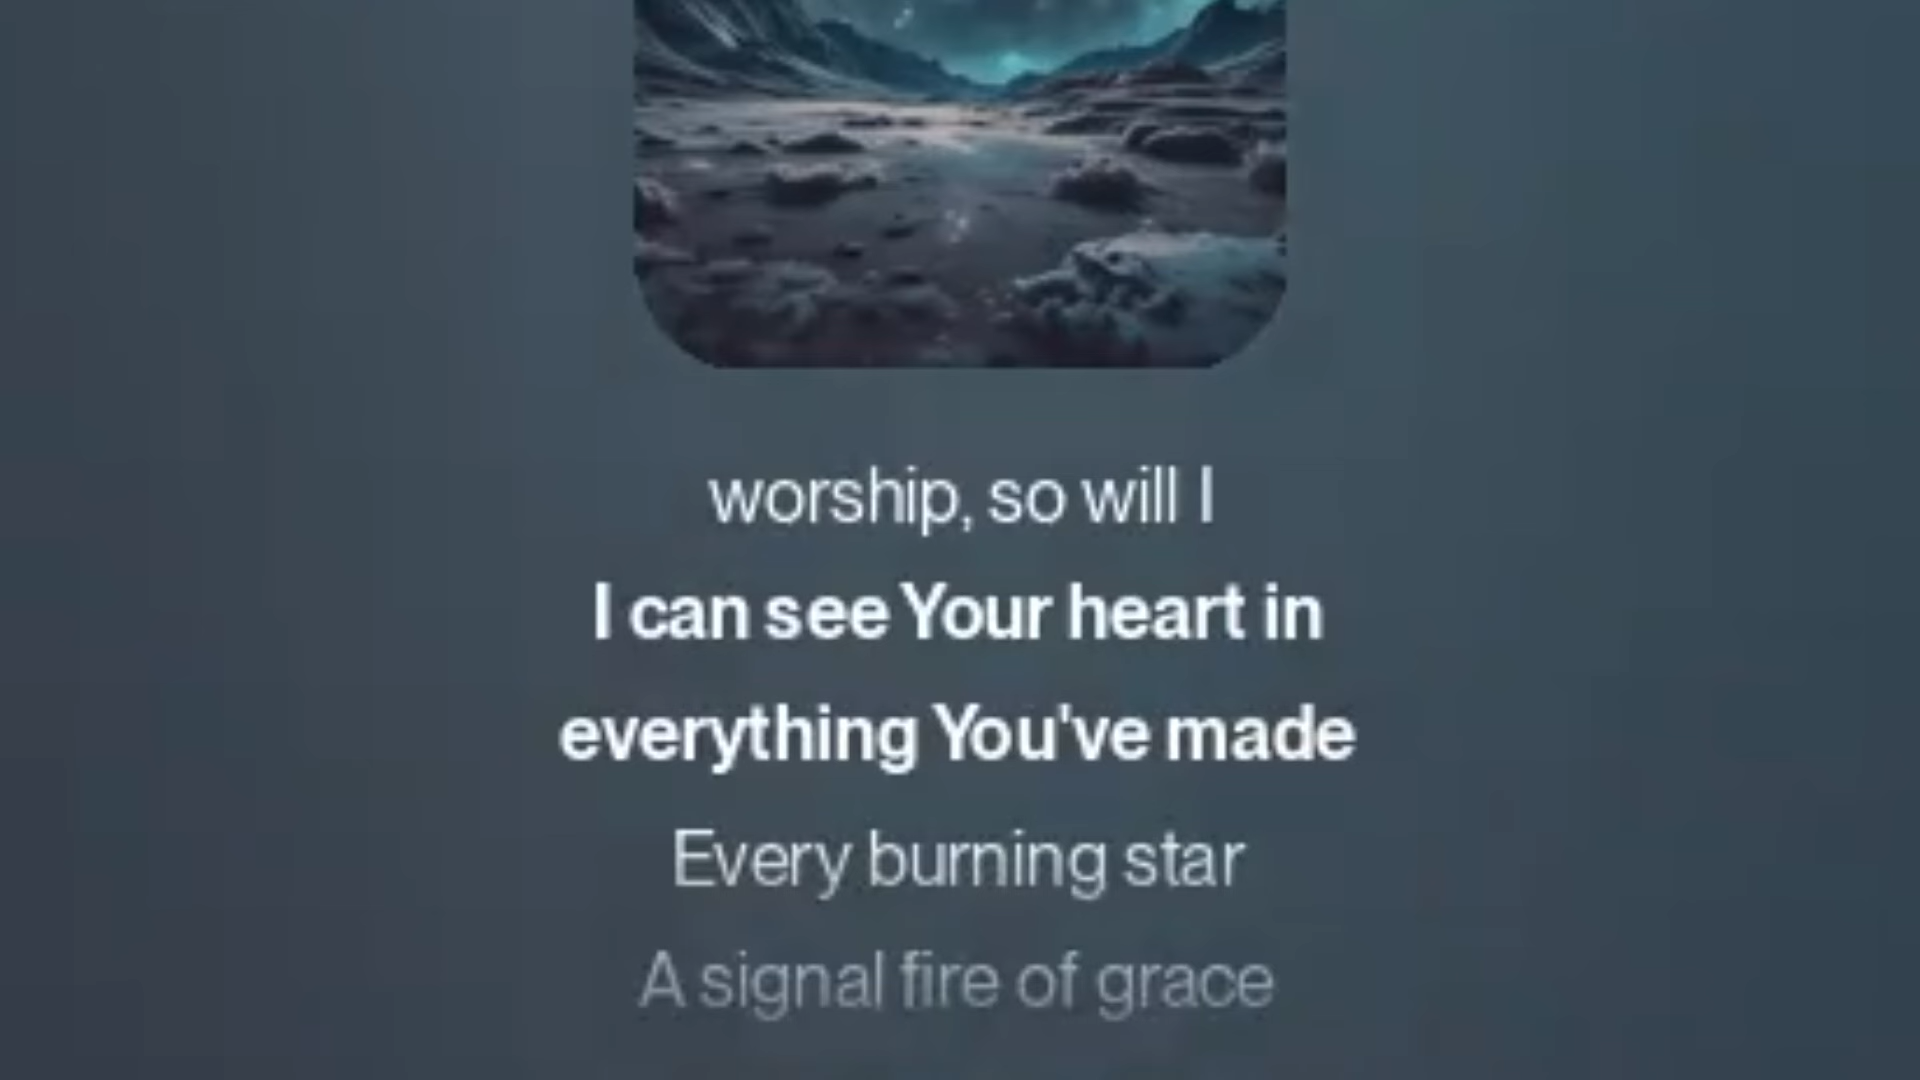 worship, so will I
I can see Your heart in
everything You've made
Every burning star
A signal fire of grace